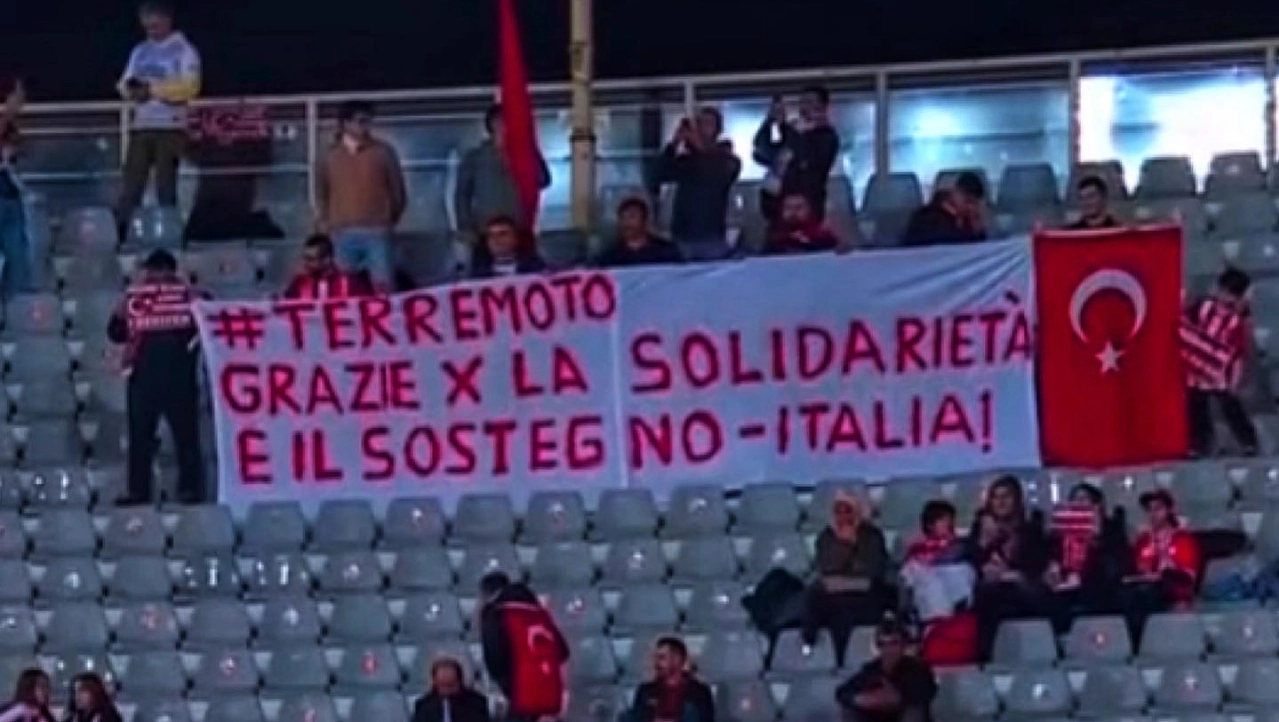 #TERREMOTO
GRAZIE X LA SOLIDARIETÀ
E IL SOSTEGNO-ITALIA!